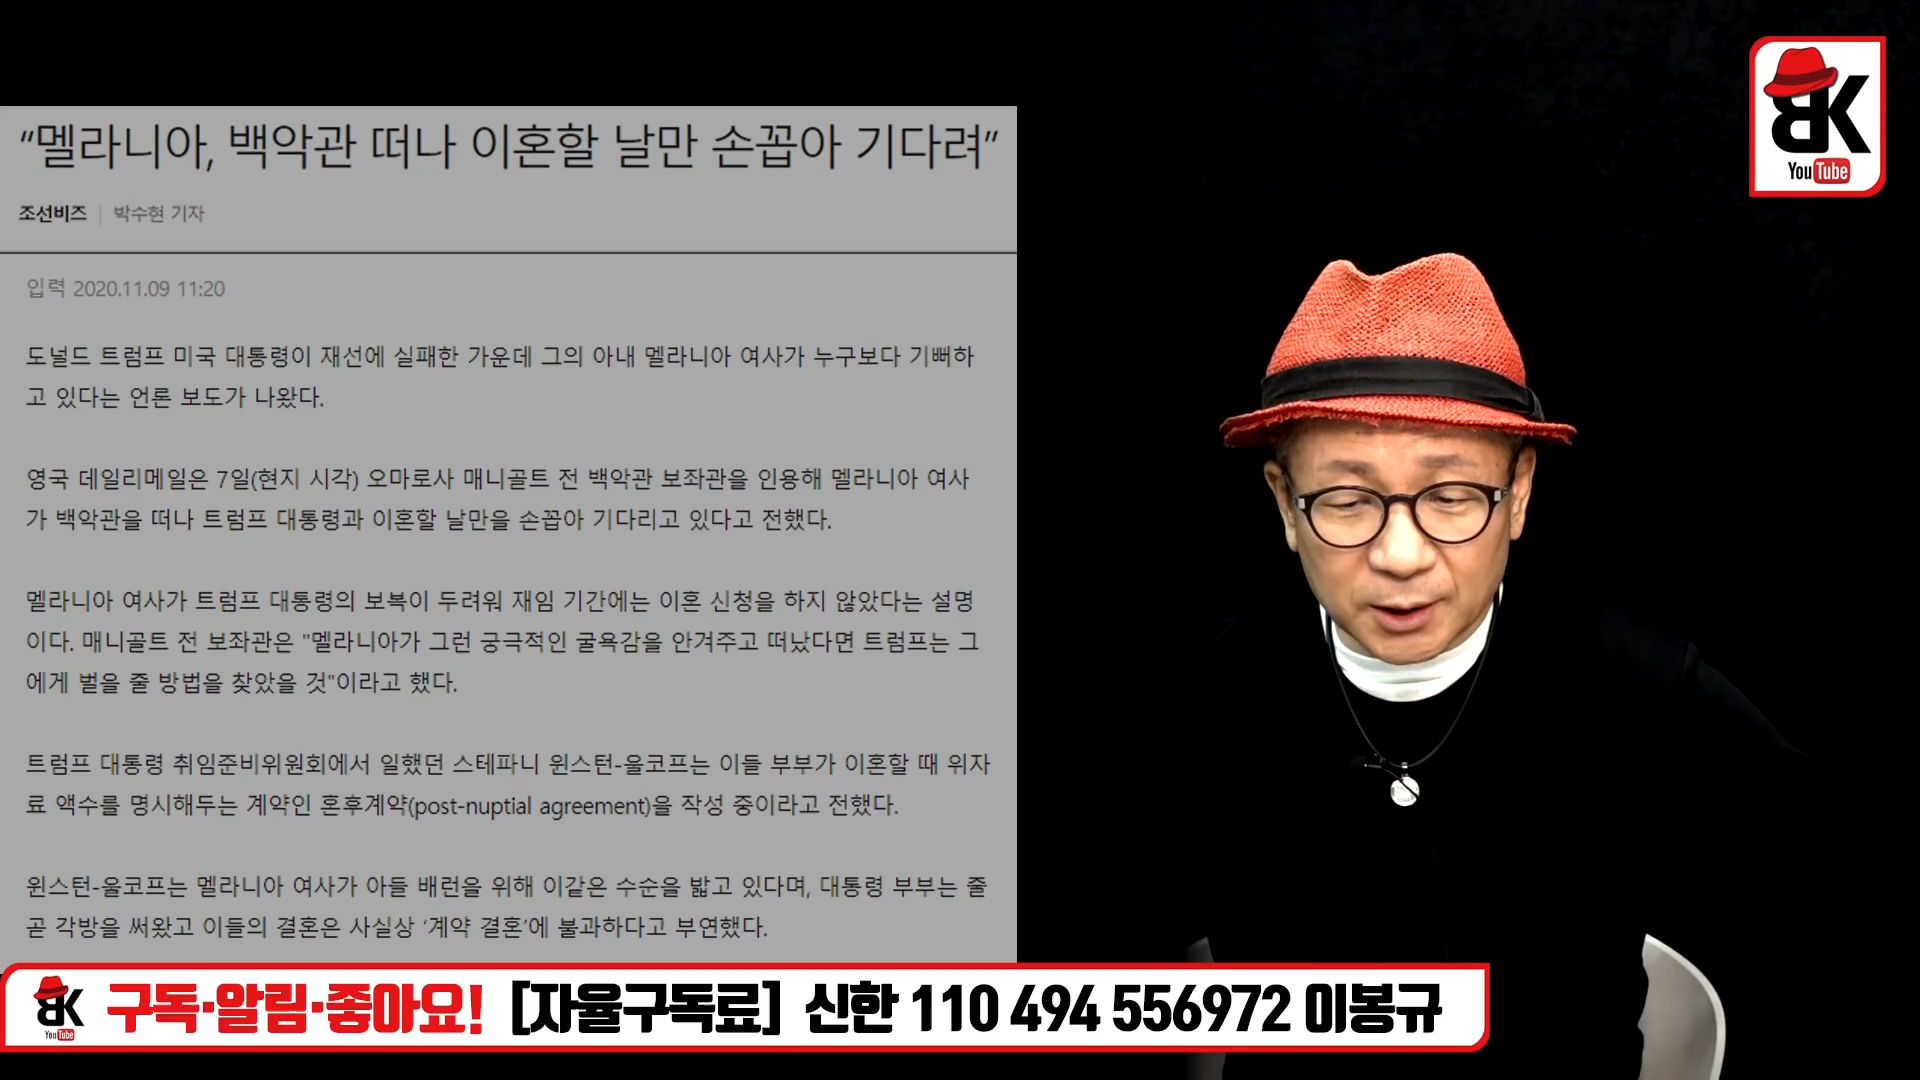 “멜라니아, 백악관 떠나 이혼할 날만 손꼽아 기다려”
조선비즈 | 박수현 기자
입력 2020.11.09 11:20
도널드 트럼프 미국 대통령이 재선에 실패한 가운데 그의 아내 멜라니아 여사가 누구보다 기뻐하
고 있다는 언론 보도가 나왔다.
영국 데일리메일은 7일(현지 시각) 오마로사 매니골트 전 백악관 보좌관을 인용해 멜라니아 여사
가 백악관을 떠나 트럼프 대통령과 이혼할 날만을 손꼽아 기다리고 있다고 전했다.
멜라니아 여사가 트럼프 대통령의 보복이 두려워 재임 기간에는 이혼 신청을 하지 않았다는 설명
이다. 매니골트 전 보좌관은 "멜라니아가 그런 궁극적인 굴욕감을 안겨주고 떠났다면 트럼프는 그
에게 벌을 줄 방법을 찾았을 것"이라고 했다.
트럼프 대통령 취임준비위원회에서 일했던 스테파니 윈스턴-울코프는 이들 부부가 이혼할 때 위자
료 액수를 명시해두는 계약인 혼후계약(post-nuptial agreement)을 작성 중이라고 전했다.
윈스턴-울코프는 멜라니아 여사가 아들 배런을 위해 이같은 수순을 밟고 있다며, 대통령 부부는 줄
곧 각방을 써왔고 이들의 결혼은 사실상 ‘계약 결혼’에 불과하다고 부연했다.
BK
YouTube
BK
YouTube
구독·알림·좋아요! [자율구독료] 신한 110 494 556972 이봉규